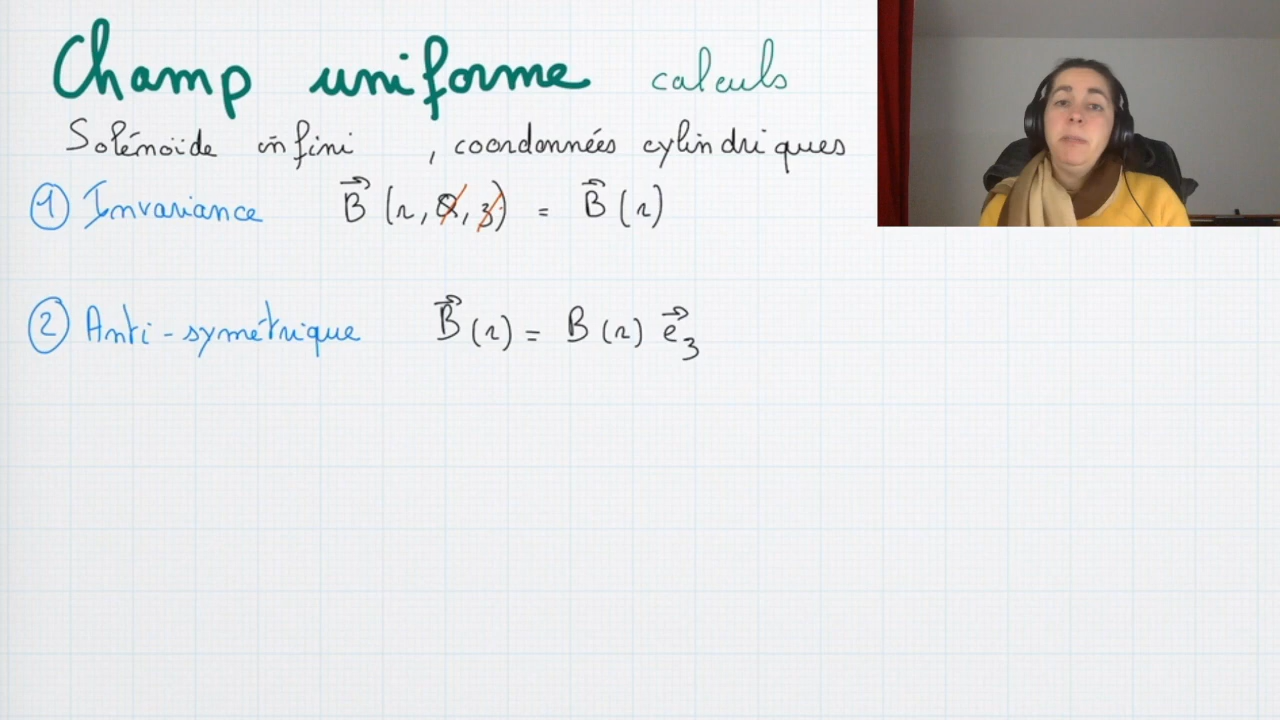 Champ uniforme calculs
Solénoïde infini , coordonnées cylindriques
① Invariance B⃗ (r, θ, z) = B⃗ (r)
② Anti-symétrique B⃗ (r) = B (r) e⃗z